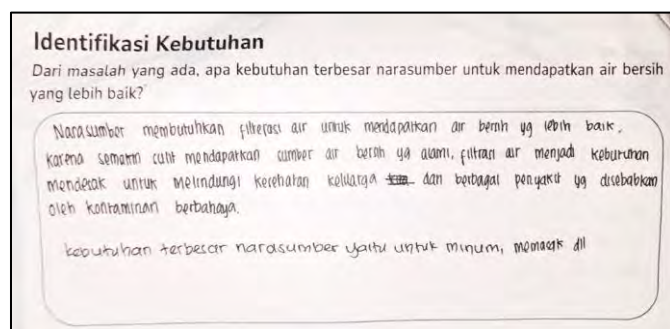 Identifikasi Kebutuhan
Dari masalah yang ada, apa kebutuhan terbesar narasumber untuk mendapatkan air bersih
yang lebih baik?
Narasumber membutuhkan filterasi air untuk mendapatkan air bersih yg lebih baik,
karena semakin sulit mendapatkan sumber air bersih yg alami, filtrasi air menjadi kebutuhan
mendesak untuk melindungi kesehatan keluarga dan berbagai penyakit yg disebabkan
oleh kontaminan berbahaya.
kebutuhan terbesar narasumber yaitu untuk minum, memasak dll